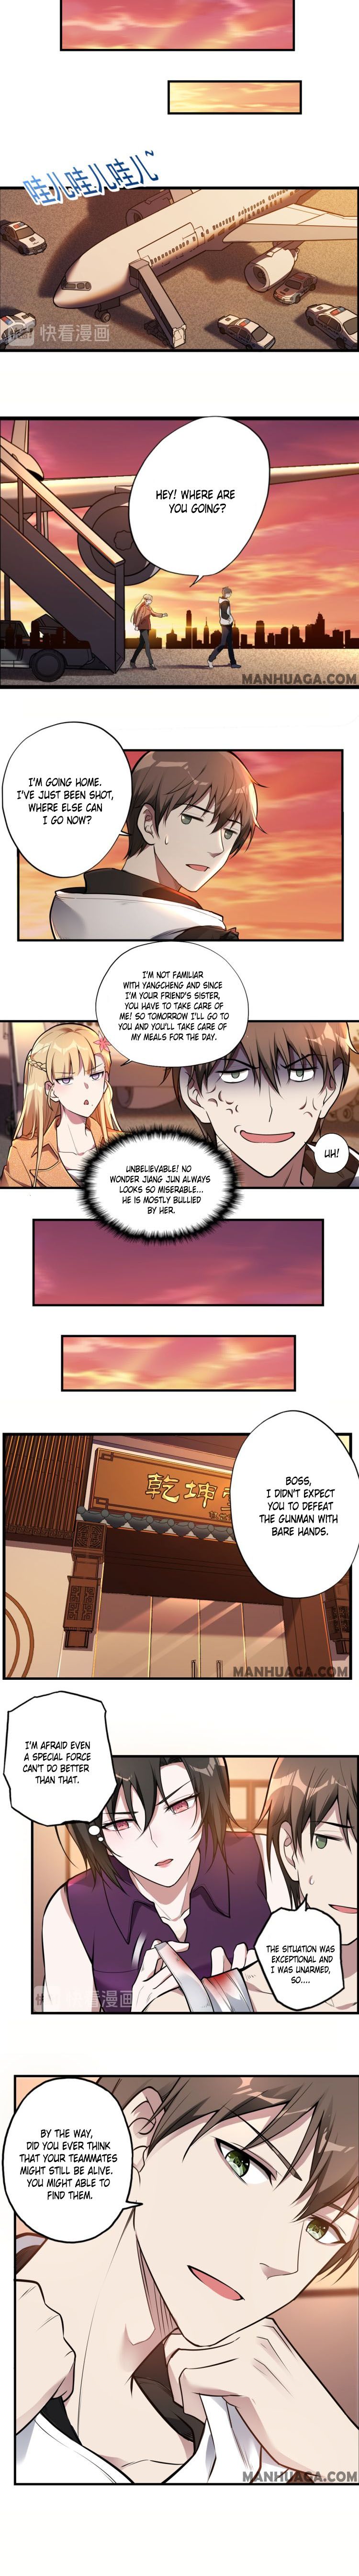 哇儿哇儿哇儿~
快看漫画
HEY! WHERE ARE
YOU GOING?
MANHUAGA.COM
I'M GOING HOME.
I'VE JUST BEEN SHOT,
WHERE ELSE CAN
I GO NOW?
I'M NOT FAMILIAR
WITH YANGCHENG AND SINCE
I'M YOUR FRIEND'S SISTER,
YOU HAVE TO TAKE CARE OF
ME! SO TOMORROW I'LL GO TO
YOU AND YOU'LL TAKE CARE OF
MY MEALS FOR THE DAY.
UH!
UNBELIEVABLE! NO
WONDER JIANG JUN ALWAYS
LOOKS SO MISERABLE...
HE IS MOSTLY BULLIED
BY HER.
BOSS,
I DIDN'T EXPECT
YOU TO DEFEAT
THE GUNMAN WITH
BARE HANDS.
乾坤
MANHUAGA.COM
I'M AFRAID EVEN
A SPECIAL FORCE
CAN'T DO BETTER
THAN THAT.
THE SITUATION WAS
EXCEPTIONAL AND
I WAS UNARMED,
SO....
快看漫画
BY THE WAY,
DID YOU EVER THINK
THAT YOUR TEAMMATES
MIGHT STILL BE ALIVE.
YOU MIGHT ABLE TO
FIND THEM.
MANHUAGA.COM